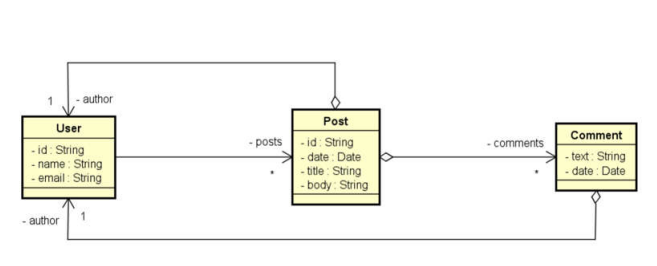 1
- author
User
- id : String
- name : String
- email : String
- author
1
- posts
*
Post
- id : String
- date : Date
- title : String
- body : String
- comments
*
Comment
- text : String
- date : Date